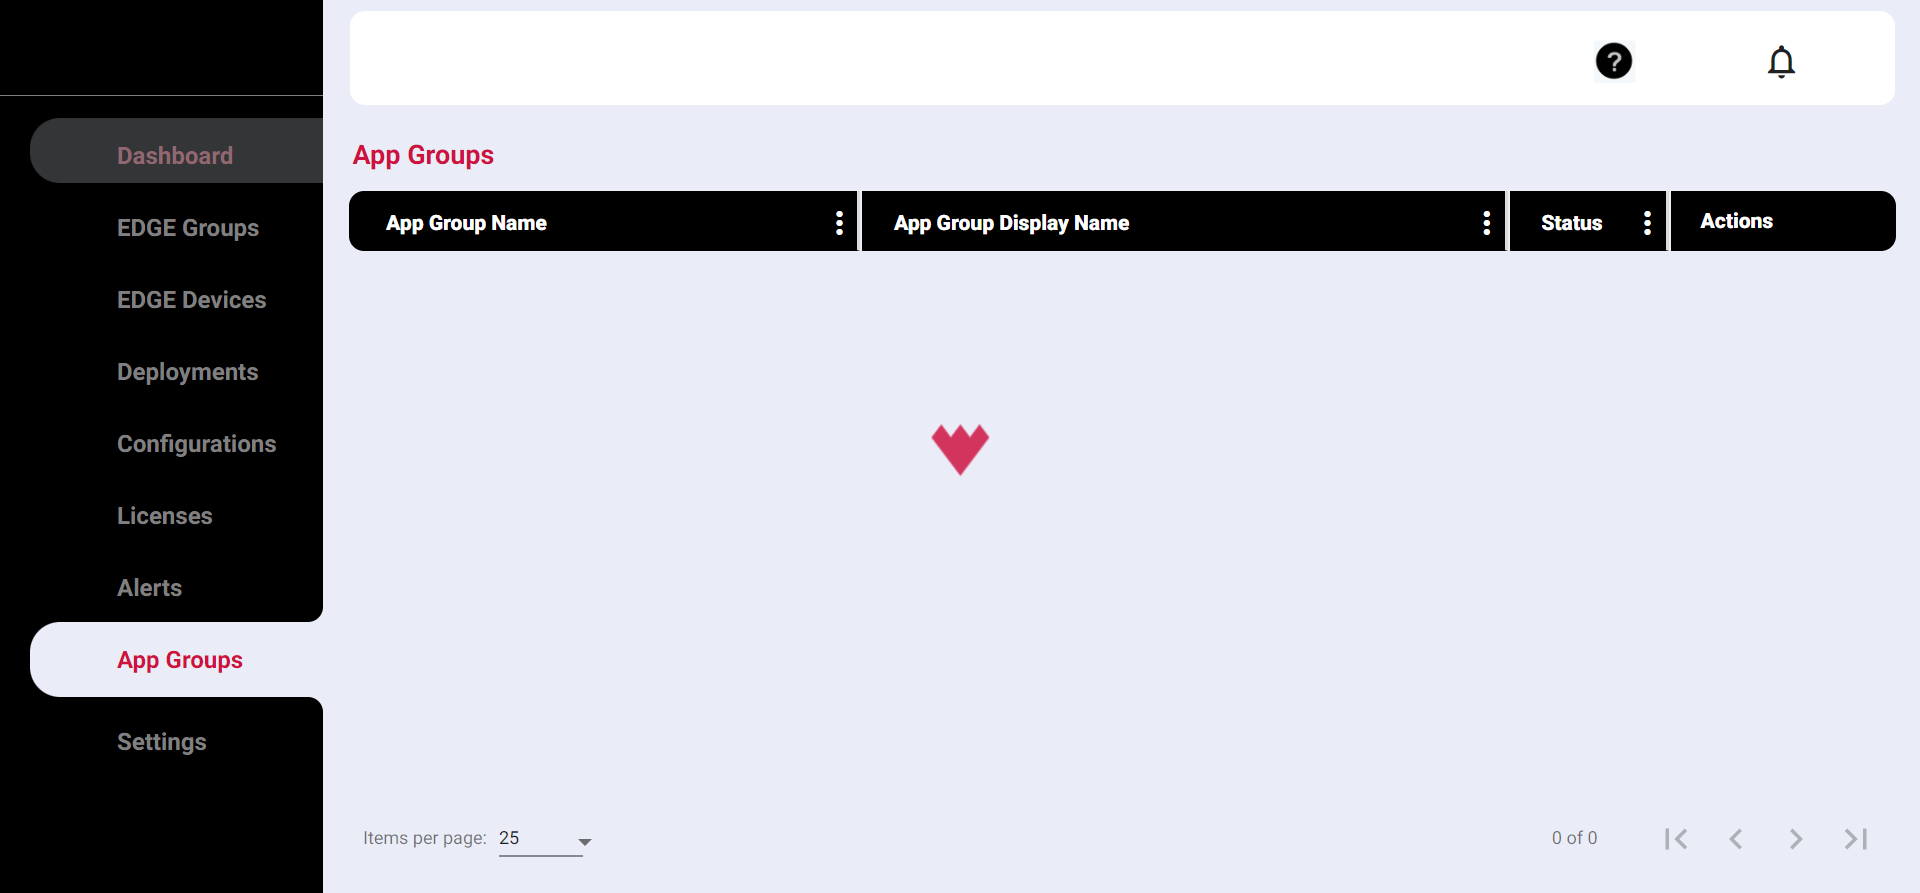 Dashboard
EDGE Groups
EDGE Devices
Deployments
Configurations
Licenses
Alerts
App Groups
Settings
?
App Groups
App Group Name
App Group Display Name
Status
Actions
Items per page: 25
0 of 0